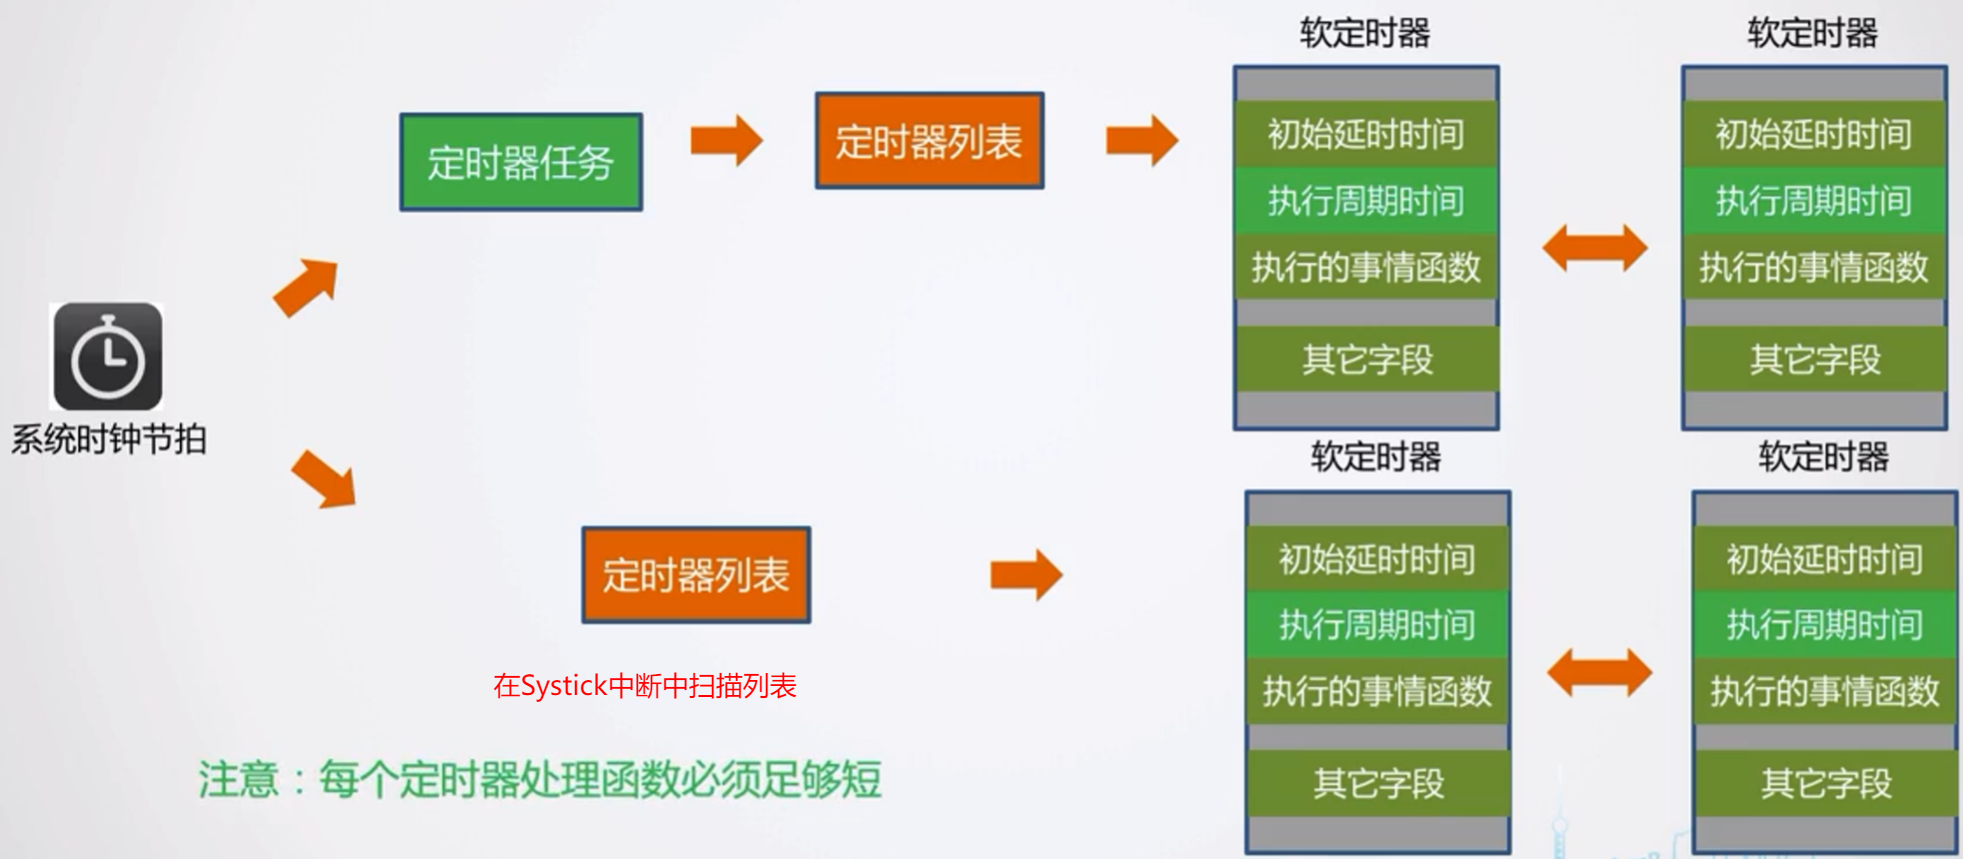 软定时器
软定时器
定时器任务
定时器列表
初始延时时间
执行周期时间
执行的事情函数
其它字段
初始延时时间
执行周期时间
执行的事情函数
其它字段
系统时钟节拍
软定时器
软定时器
定时器列表
在Systick中断中扫描列表
初始延时时间
执行周期时间
执行的事情函数
其它字段
初始延时时间
执行周期时间
执行的事情函数
其它字段
注意：每个定时器处理函数必须足够短